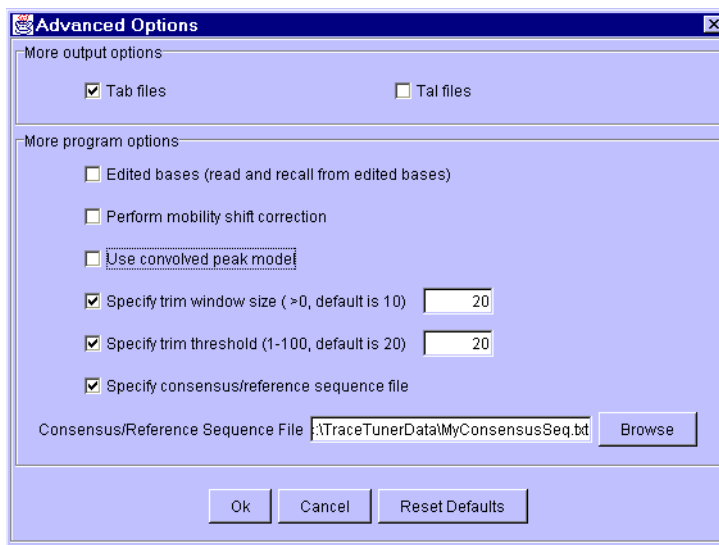 Advanced Options
More output options
Tab files
Tal files
More program options
Edited bases (read and recall from edited bases)
Perform mobility shift correction
Use convolved peak model
Specify trim window size ( >0, default is 10) 20
Specify trim threshold (1-100, default is 20) 20
Specify consensus/reference sequence file
Consensus/Reference Sequence File :\TraceTunerData\MyConsensusSeq.txt Browse
Ok Cancel Reset Defaults